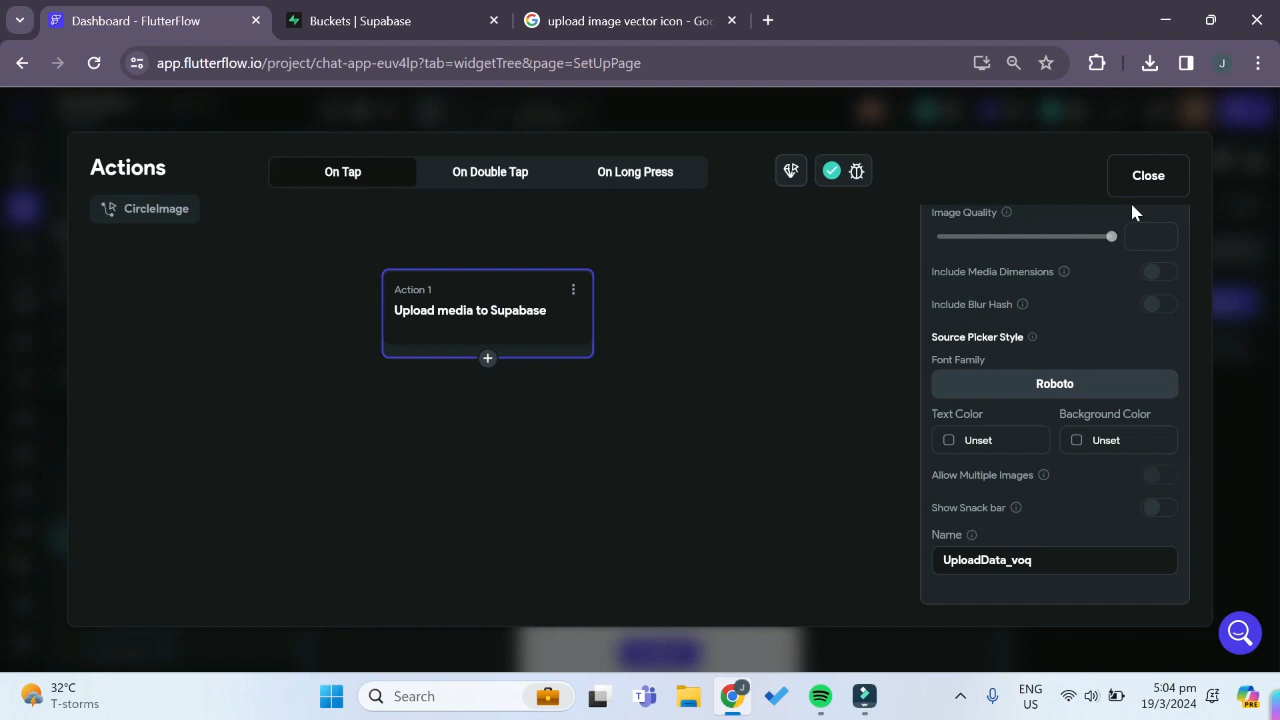 Dashboard - FlutterFlow
Buckets | Supabase
upload image vector icon - Goo
app.flutterflow.io/project/chat-app-euv4lp?tab=widgetTree&page=SetUpPage
J
Actions
On Tap
On Double Tap
On Long Press
Close
CircleImage
Image Quality
Action 1
Upload media to Supabase
Include Media Dimensions
Include Blur Hash
Source Picker Style
Font Family
Roboto
Text Color
Background Color
Unset
Unset
Allow Multiple Images
Show Snack bar
Name
UploadData_voq
32°C
T-storms
Search
J
ENG
US
5:04 pm
19/3/2024
PRE